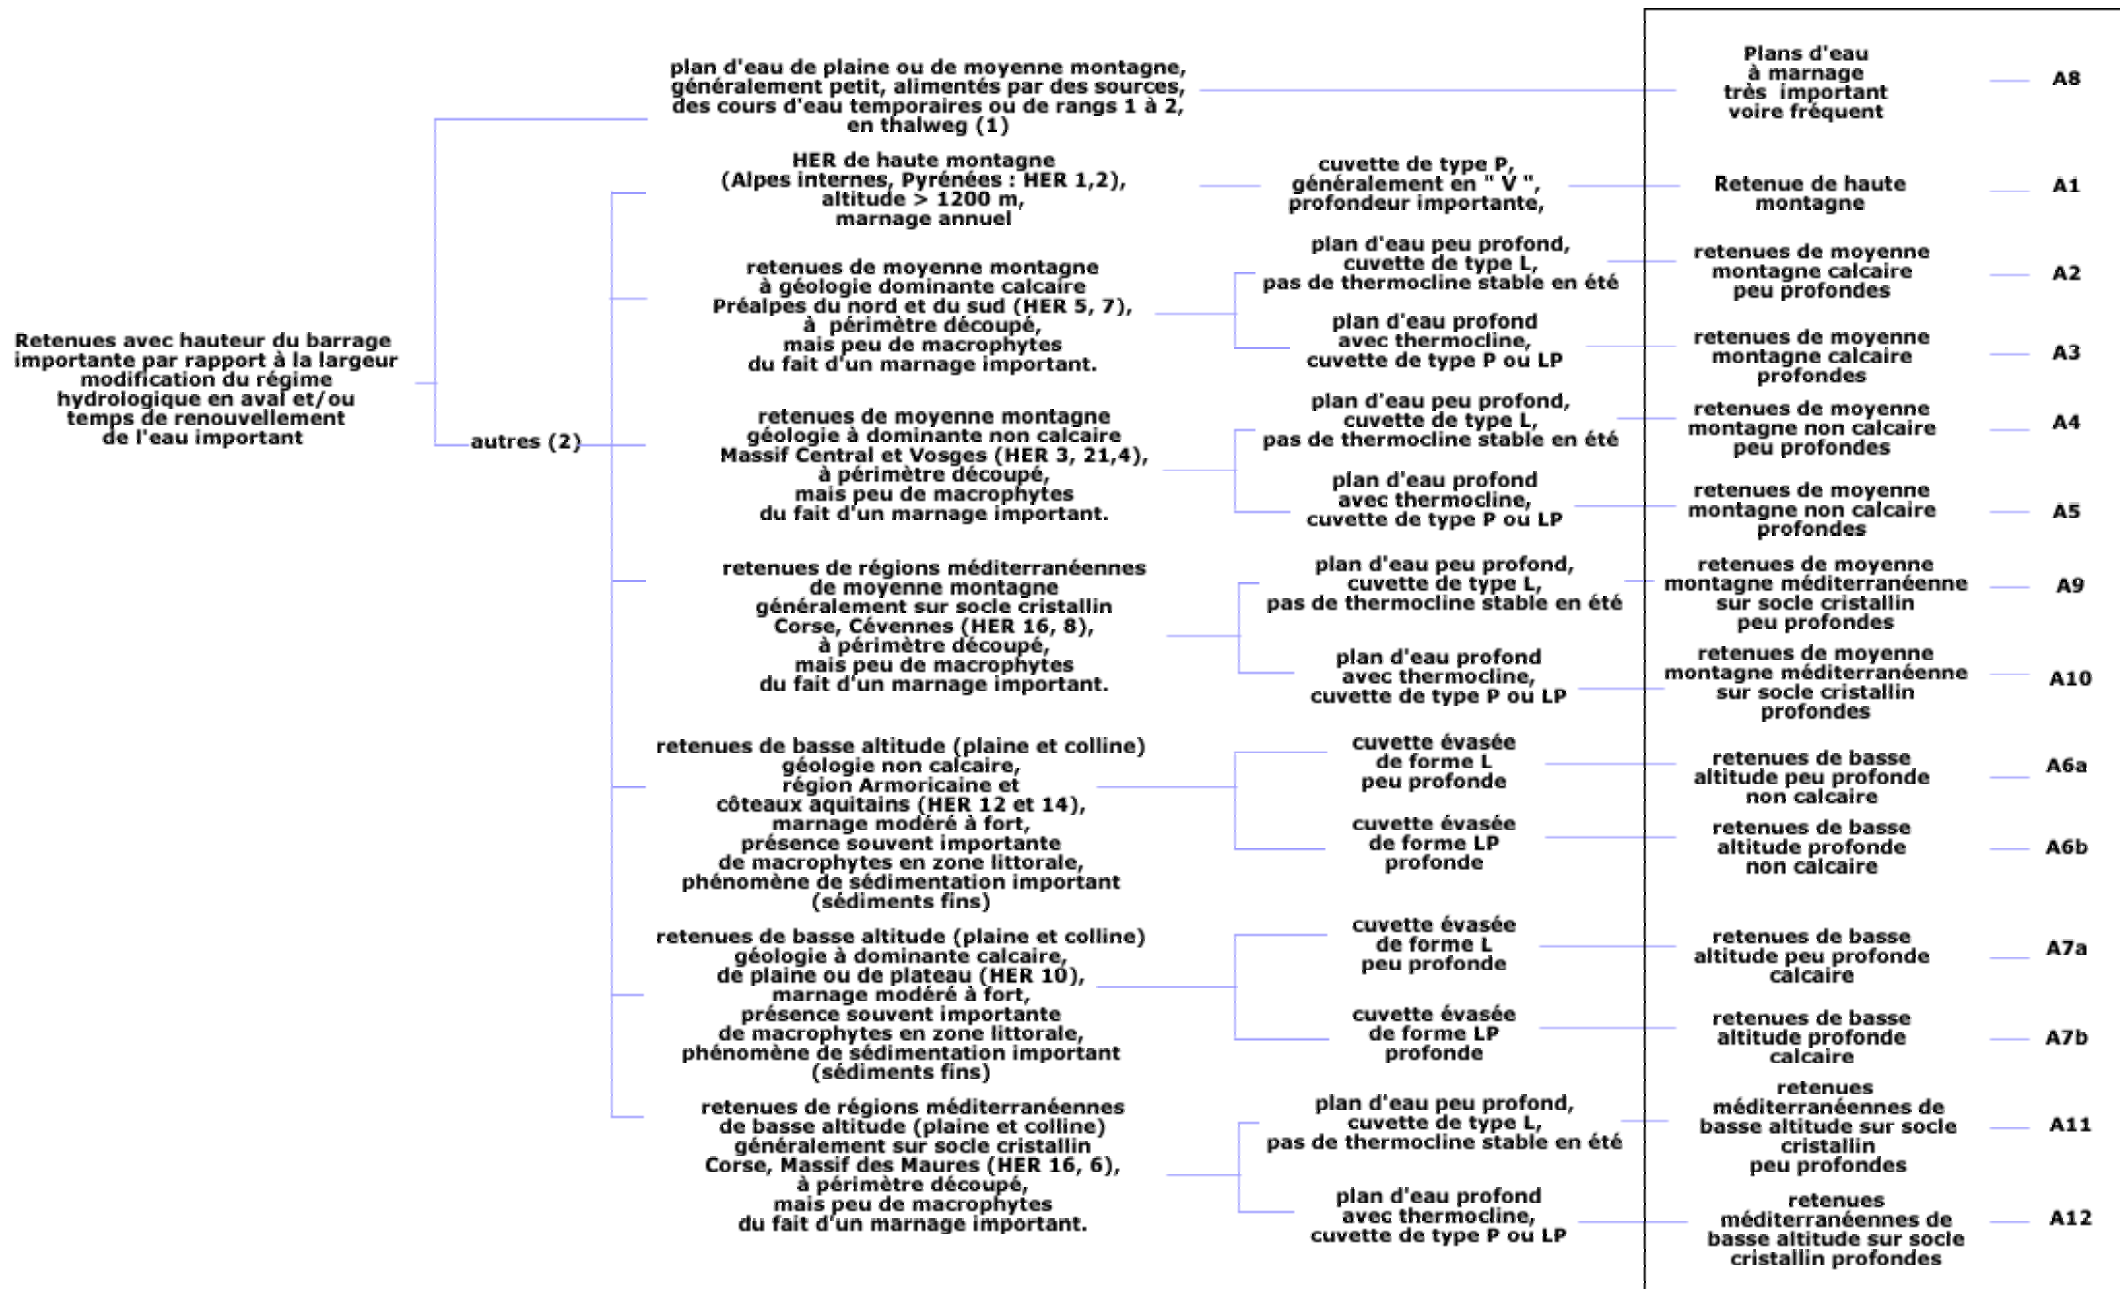 Retenues avec hauteur du barrage
importante par rapport à la largeur
modification du régime
hydrologique en aval et/ou
temps de renouvellement
de l'eau important
autres (2)
plan d'eau de plaine ou de moyenne montagne,
généralement petit, alimentés par des sources,
des cours d'eau temporaires ou de rangs 1 à 2,
en thalweg (1)
Plans d'eau
à marnage
très important
voire fréquent
A8
HER de haute montagne
(Alpes internes, Pyrénées : HER 1,2),
altitude > 1200 m,
marnage annuel
cuvette de type P,
généralement en " V ",
profondeur importante,
Retenue de haute
montagne
A1
retenues de moyenne montagne
à géologie dominante calcaire
Préalpes du nord et du sud (HER 5, 7),
à périmètre découpé,
mais peu de macrophytes
du fait d'un marnage important.
plan d'eau peu profond,
cuvette de type L,
pas de thermocline stable en été
retenues de moyenne
montagne calcaire
peu profondes
A2
plan d'eau profond
avec thermocline,
cuvette de type P ou LP
retenues de moyenne
montagne calcaire
profondes
A3
retenues de moyenne montagne
géologie à dominante non calcaire
Massif Central et Vosges (HER 3, 21,4),
à périmètre découpé,
mais peu de macrophytes
du fait d'un marnage important.
plan d'eau peu profond,
cuvette de type L,
pas de thermocline stable en été
retenues de moyenne
montagne non calcaire
peu profondes
A4
plan d'eau profond
avec thermocline,
cuvette de type P ou LP
retenues de moyenne
montagne non calcaire
profondes
A5
retenues de régions méditerranéennes
de moyenne montagne
généralement sur socle cristallin
Corse, Cévennes (HER 16, 8),
à périmètre découpé,
mais peu de macrophytes
du fait d'un marnage important.
plan d'eau peu profond,
cuvette de type L,
pas de thermocline stable en été
retenues de moyenne
montagne méditerranéenne
sur socle cristallin
peu profondes
A9
plan d'eau profond
avec thermocline,
cuvette de type P ou LP
retenues de moyenne
montagne méditerranéenne
sur socle cristallin
profondes
A10
retenues de basse altitude (plaine et colline)
géologie non calcaire,
région Armoricaine et
côteaux aquitains (HER 12 et 14),
marnage modéré à fort,
présence souvent importante
de macrophytes en zone littorale,
phénomène de sédimentation important
(sédiments fins)
cuvette évasée
de forme L
peu profonde
retenues de basse
altitude peu profonde
non calcaire
A6a
cuvette évasée
de forme LP
profonde
retenues de basse
altitude profonde
non calcaire
A6b
retenues de basse altitude (plaine et colline)
géologie à dominante calcaire,
de plaine ou de plateau (HER 10),
marnage modéré à fort,
présence souvent importante
de macrophytes en zone littorale,
phénomène de sédimentation important
(sédiments fins)
cuvette évasée
de forme L
peu profonde
retenues de basse
altitude peu profonde
calcaire
A7a
cuvette évasée
de forme LP
profonde
retenues de basse
altitude profonde
calcaire
A7b
retenues de régions méditerranéennes
de basse altitude (plaine et colline)
généralement sur socle cristallin
Corse, Massif des Maures (HER 16, 6),
à périmètre découpé,
mais peu de macrophytes
du fait d'un marnage important.
plan d'eau peu profond,
cuvette de type L,
pas de thermocline stable en été
retenues
méditerranéennes de
basse altitude sur socle
cristallin
peu profondes
A11
plan d'eau profond
avec thermocline,
cuvette de type P ou LP
retenues
méditerranéennes de
basse altitude sur socle
cristallin profondes
A12